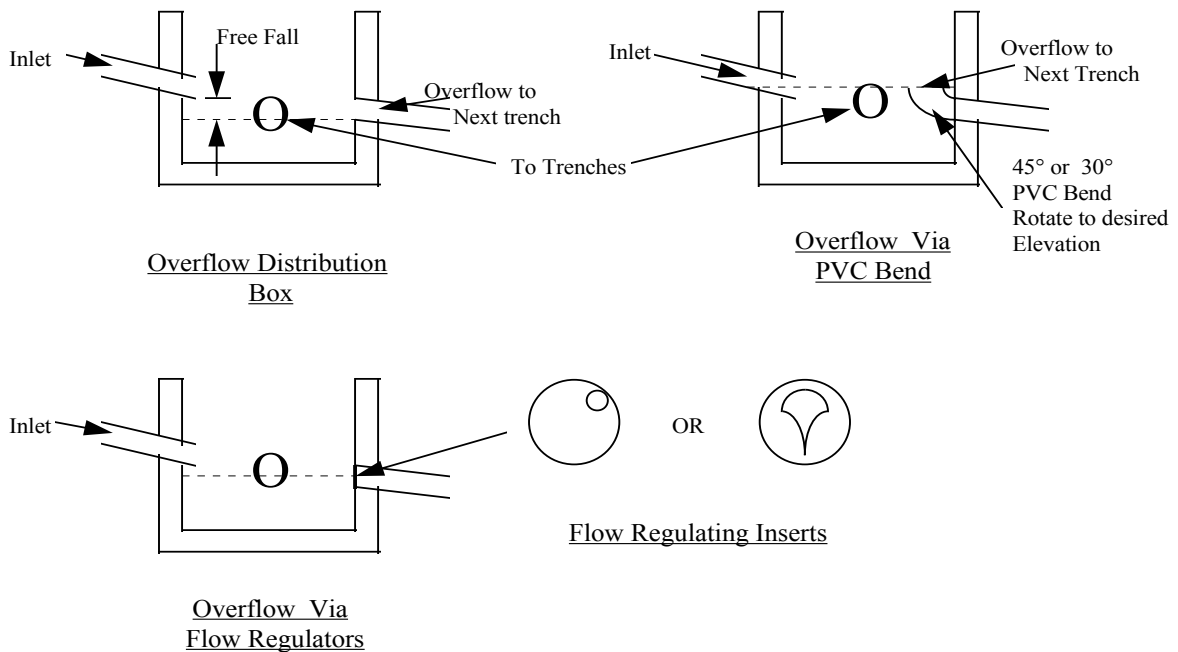 Free Fall
Inlet
Overflow to
Next trench
To Trenches
Overflow Distribution
Box
Inlet
Overflow to
Next Trench
45° or 30°
PVC Bend
Rotate to desired
Elevation
Overflow Via
PVC Bend
Inlet
OR
Flow Regulating Inserts
Overflow Via
Flow Regulators